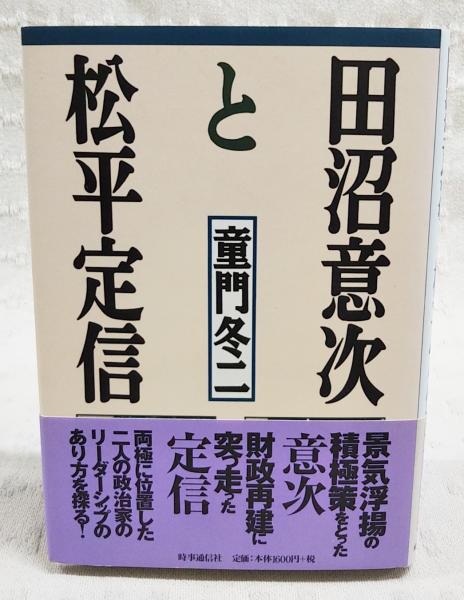 田沼意次
と
松平定信
童門冬二
景気浮揚の
積極策をとった
意次
財政再建に
突っ走った
定信
両極に位置した
二人の政治家の
リーダーシップの
あり方を探る!
時事通信社 定価:本体1600円+税